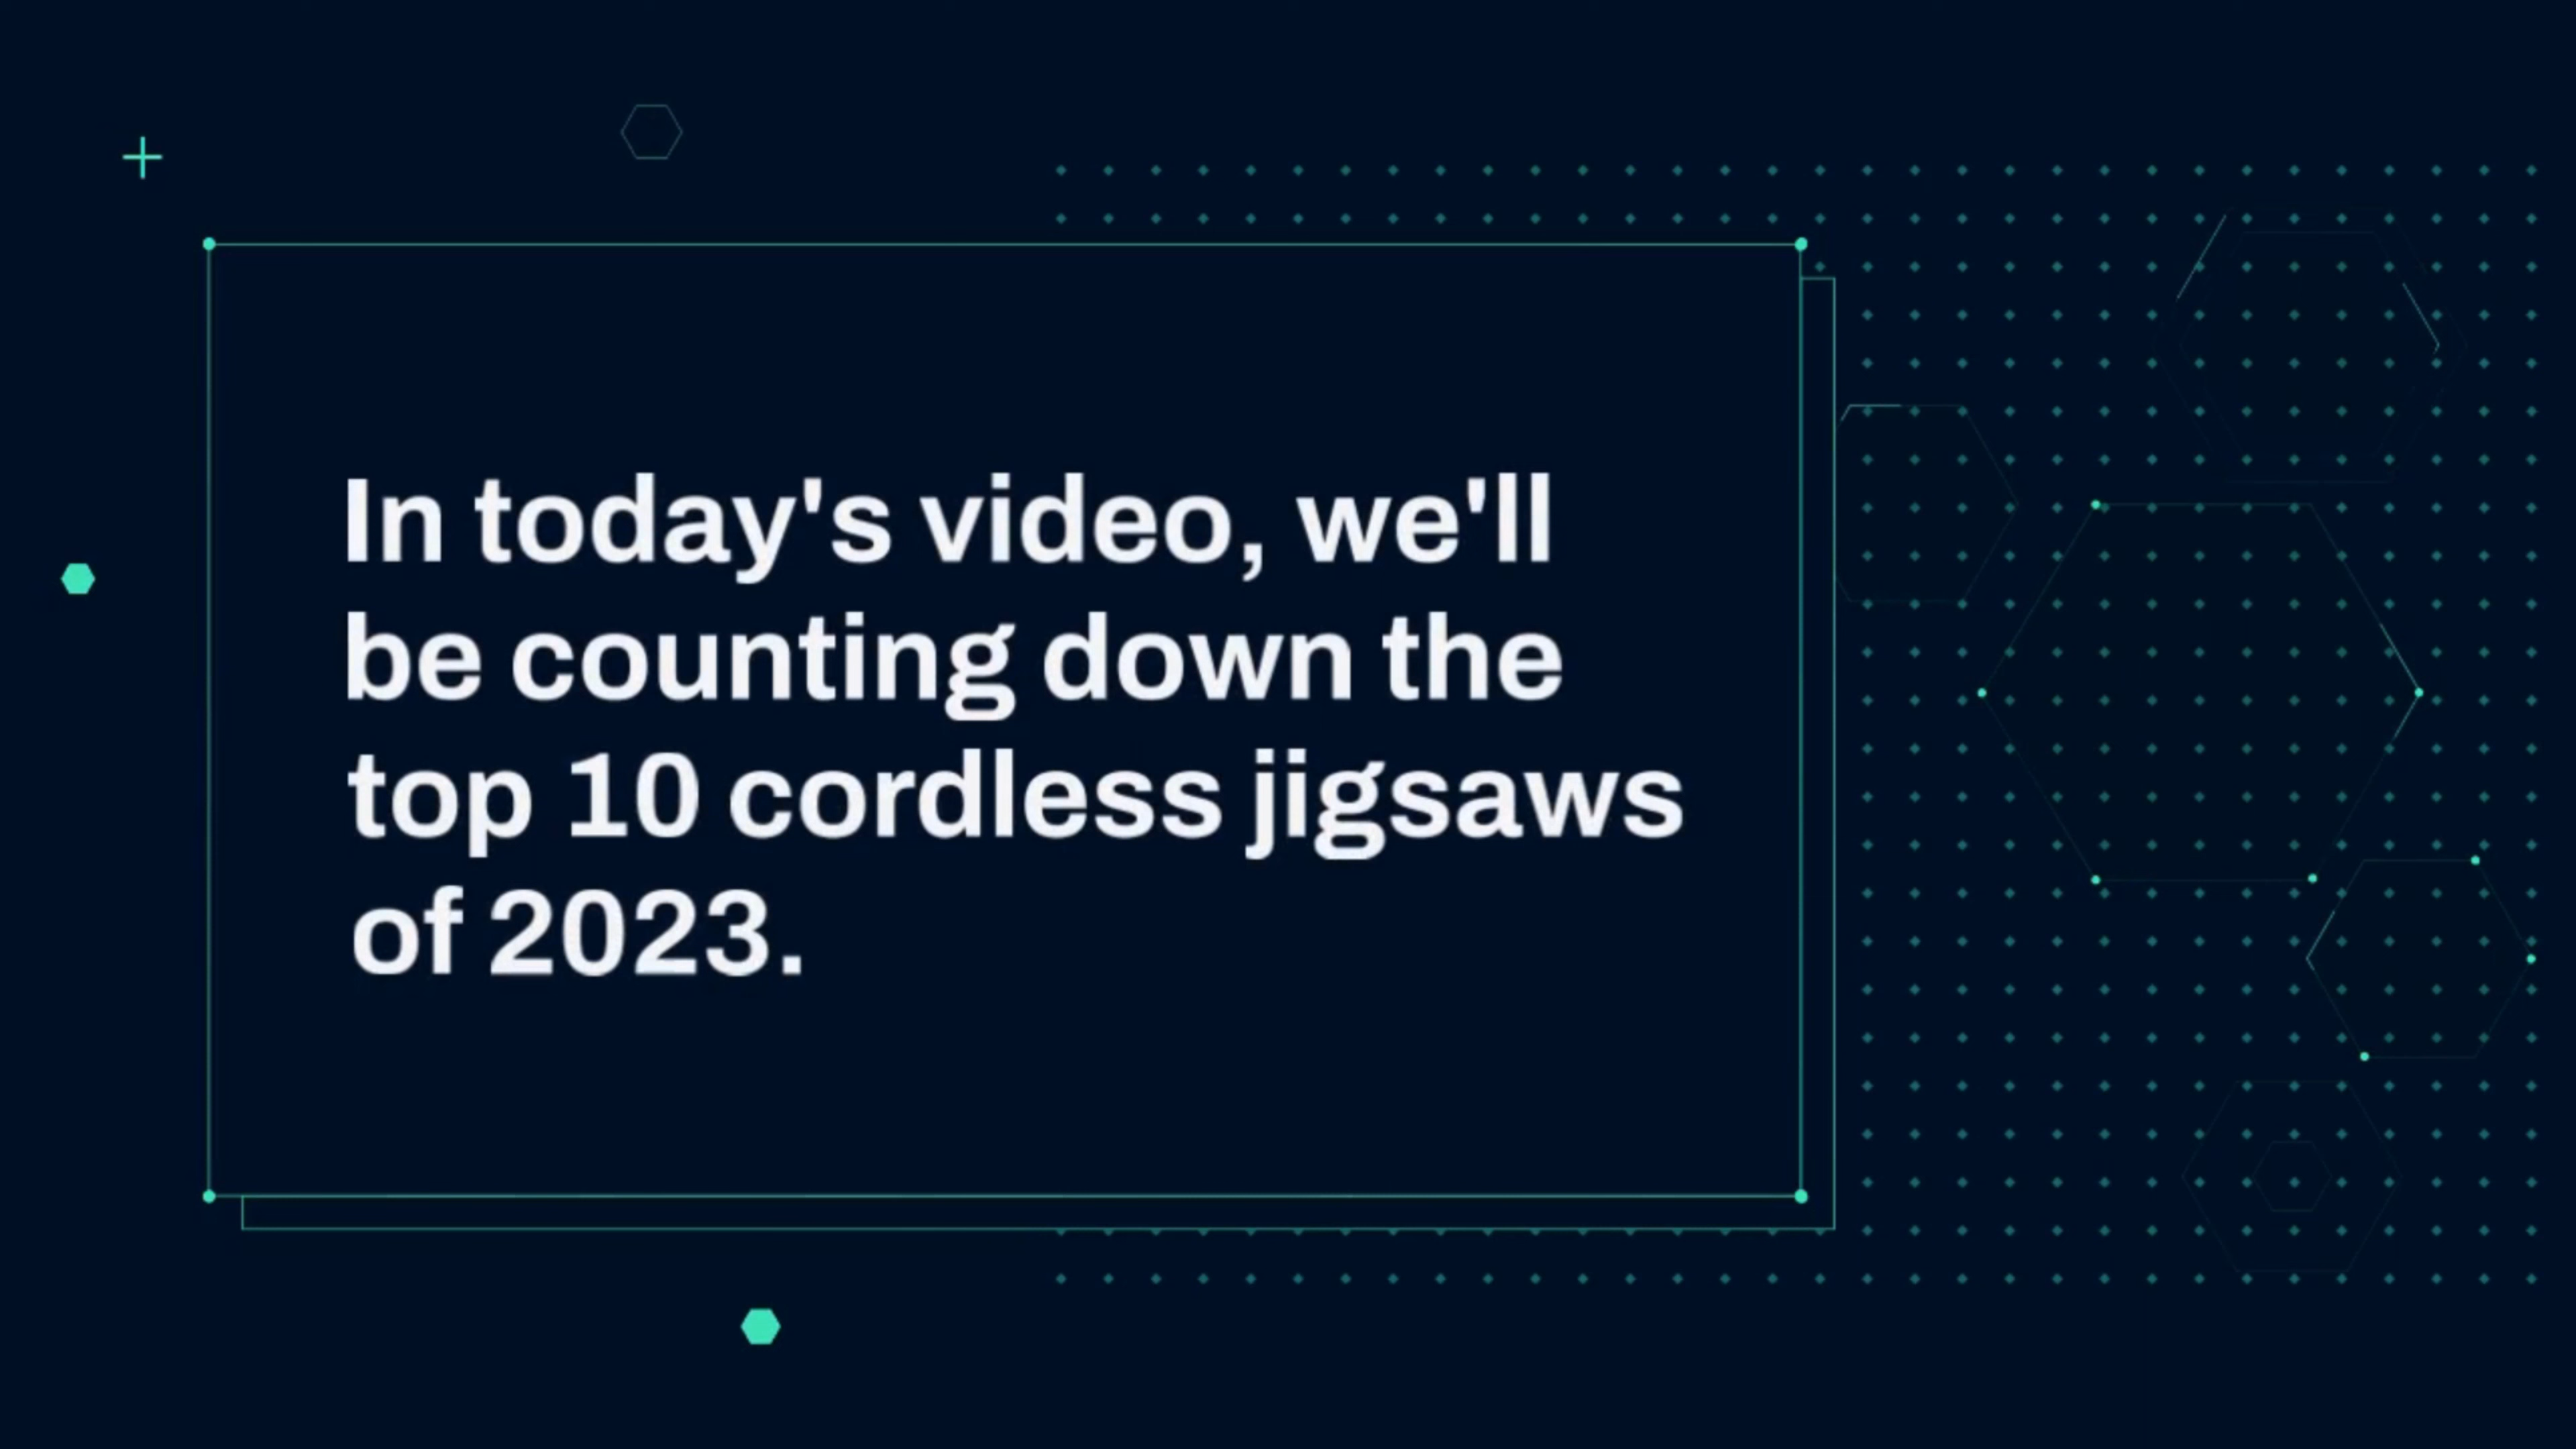 In today's video, we'll
be counting down the
top 10 cordless jigsaws
of 2023.